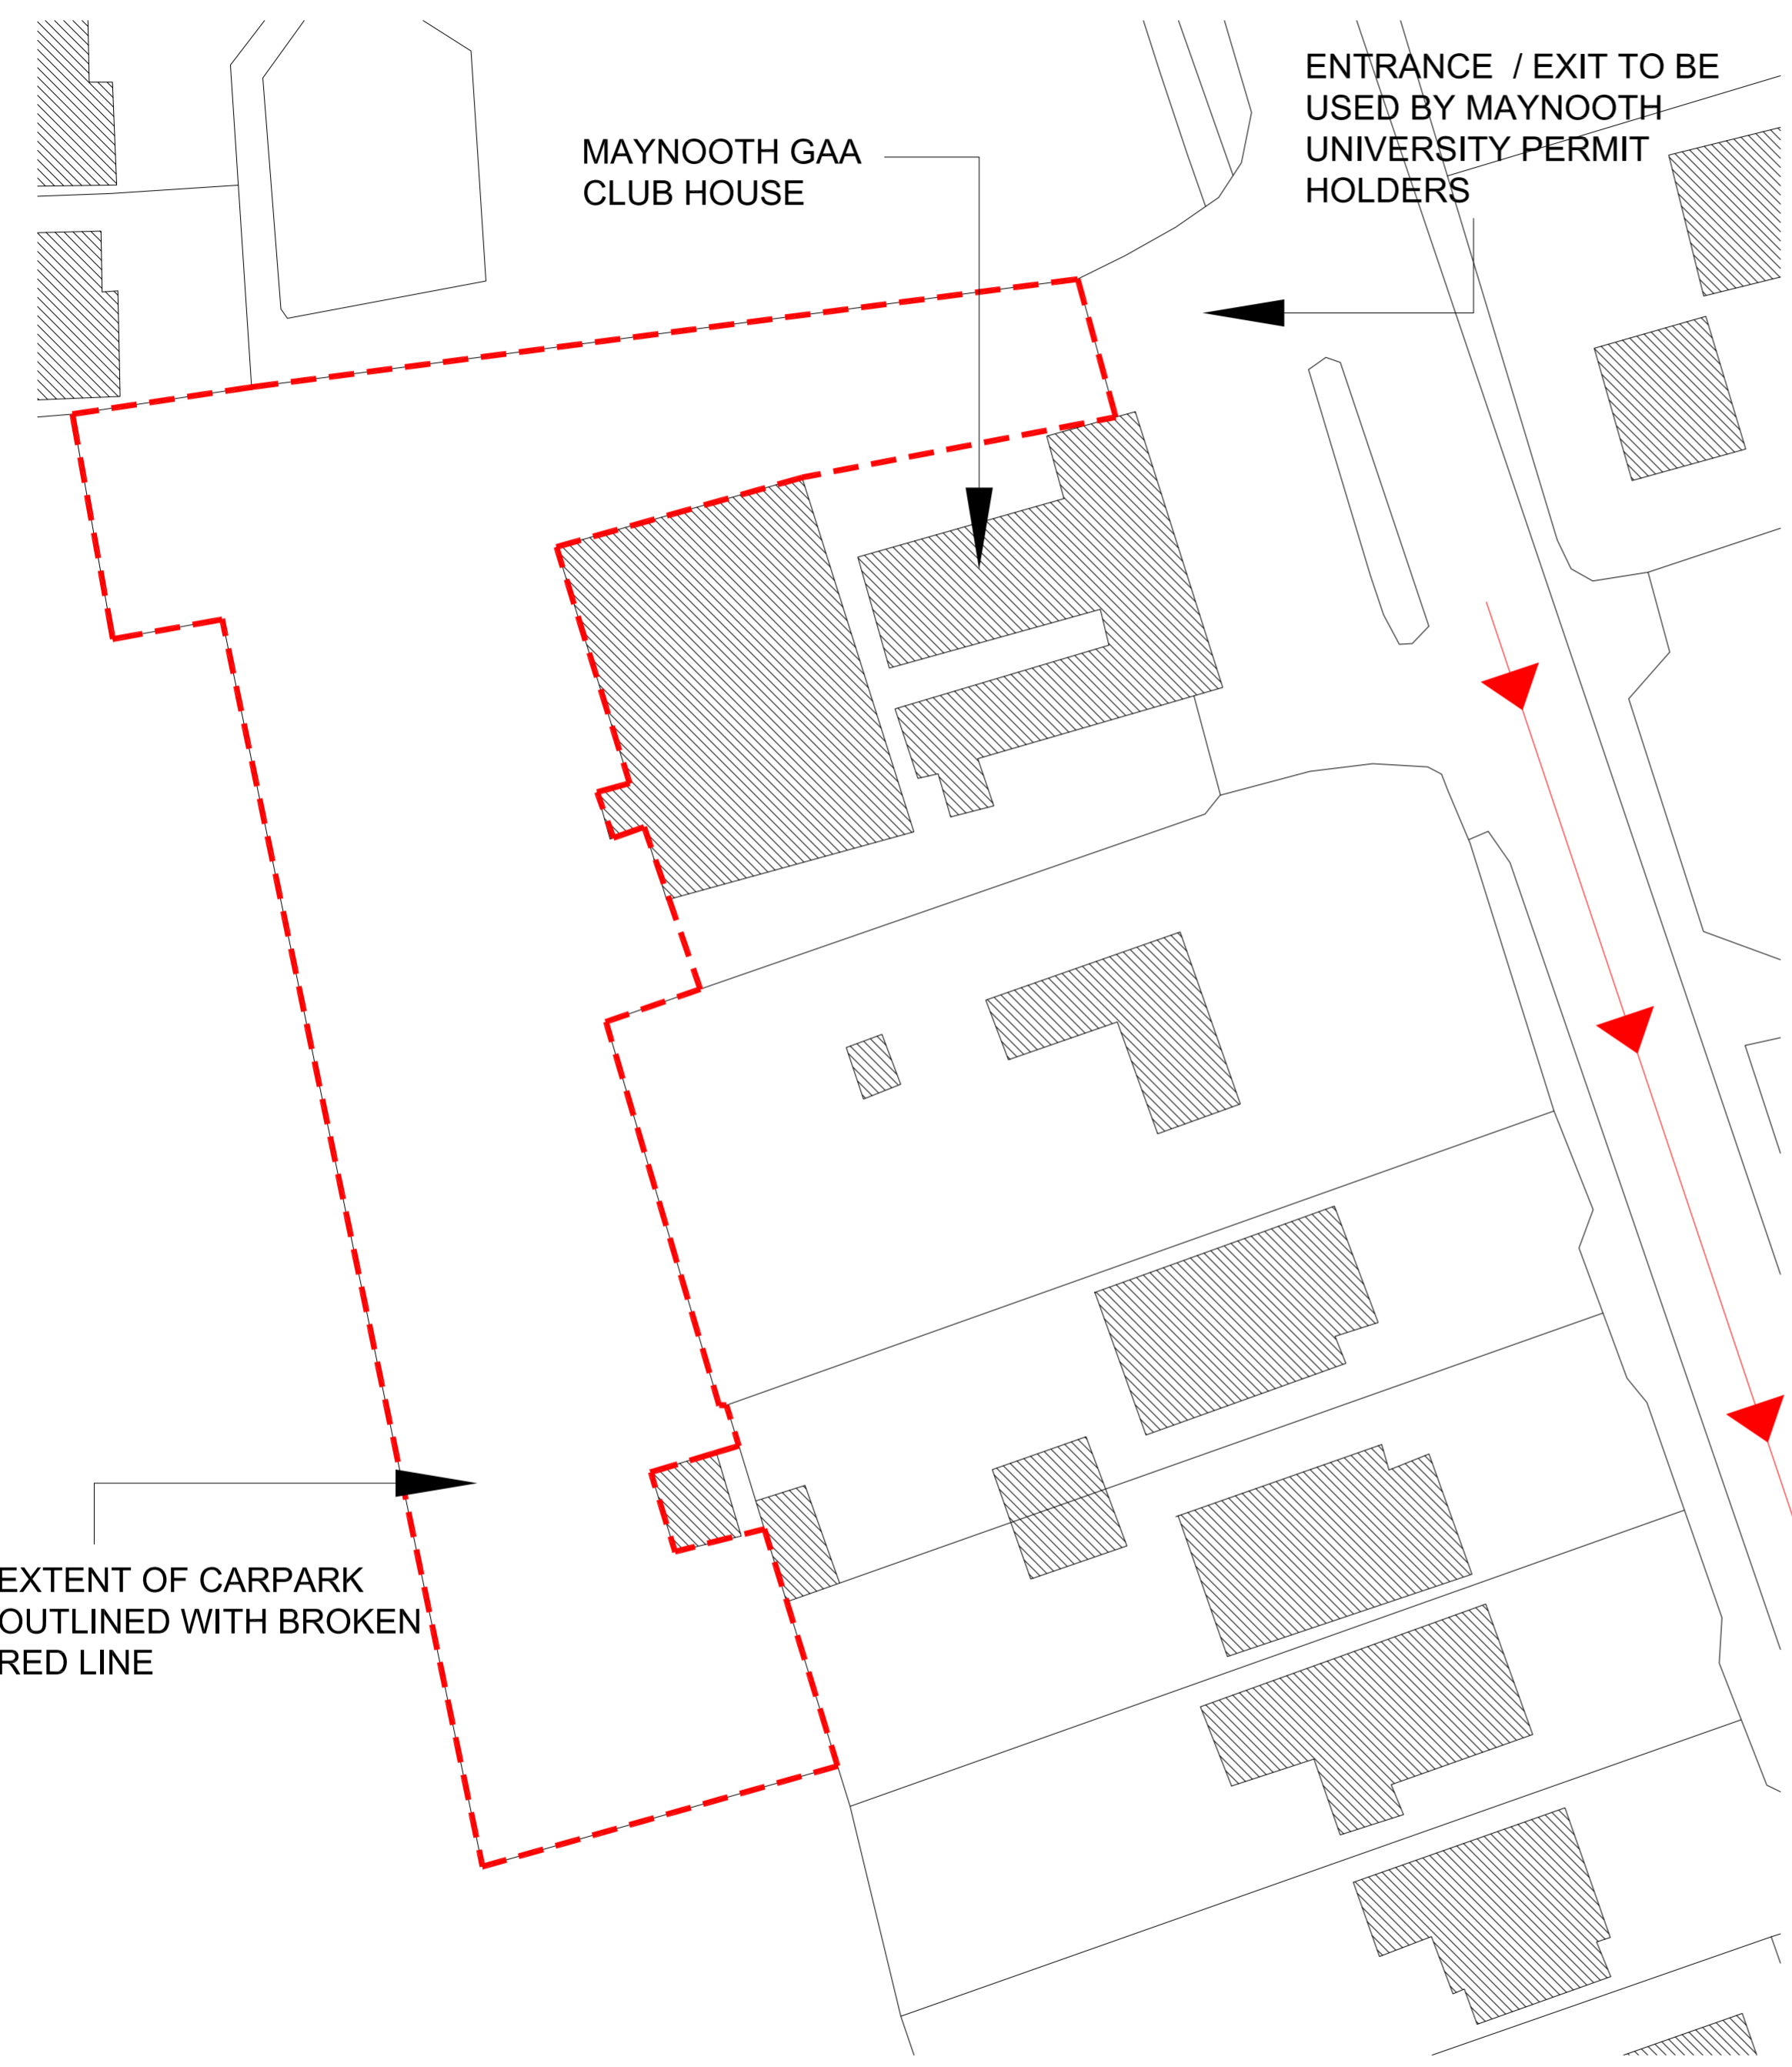 ENTRANCE / EXIT TO BE
USED BY MAYNOOTH
UNIVERSITY PERMIT
HOLDERS
MAYNOOTH GAA
CLUB HOUSE
EXTENT OF CARPARK
OUTLINED WITH BROKEN
RED LINE